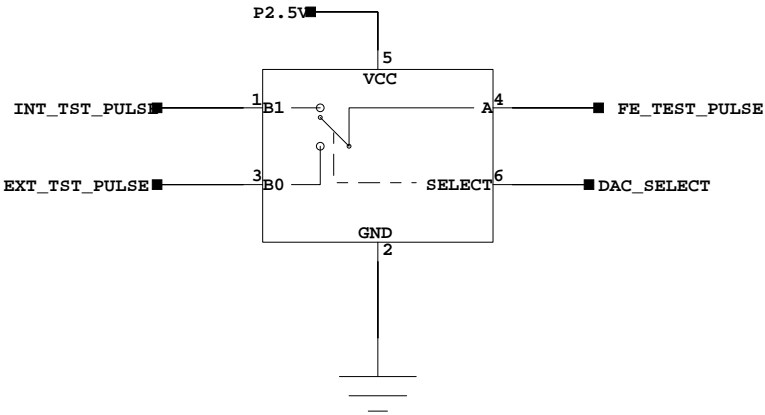 P2.5V
5
VCC
INT_TST_PULSE 1 B1 A 4 FE_TEST_PULSE
EXT_TST_PULSE 3 B0 SELECT 6 DAC_SELECT
GND
2